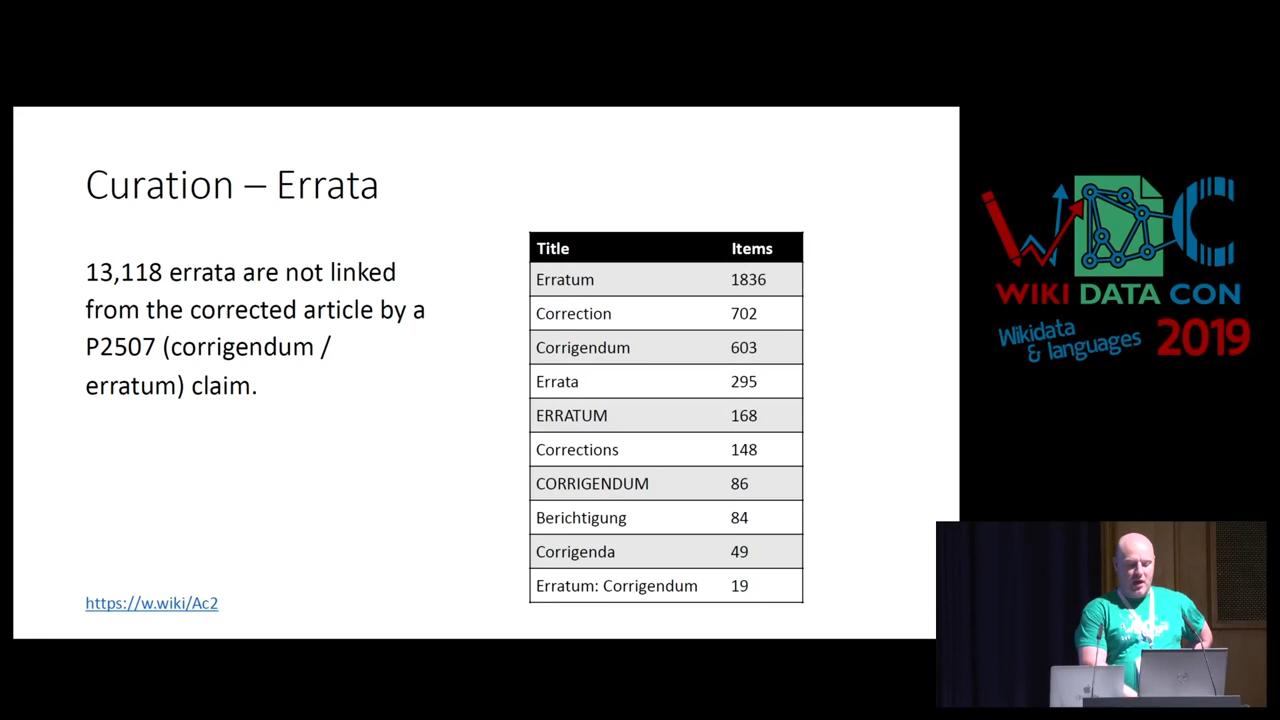 Curation – Errata
13,118 errata are not linked
from the corrected article by a
P2507 (corrigendum /
erratum) claim.
https://w.wiki/Ac2
Title Items
Erratum 1836
Correction 702
Corrigendum 603
Errata 295
ERRATUM 168
Corrections 148
CORRIGENDUM 86
Berichtigung 84
Corrigenda 49
Erratum: Corrigendum 19
WDC
WIKI DATA CON
Wikidata
& languages
2019